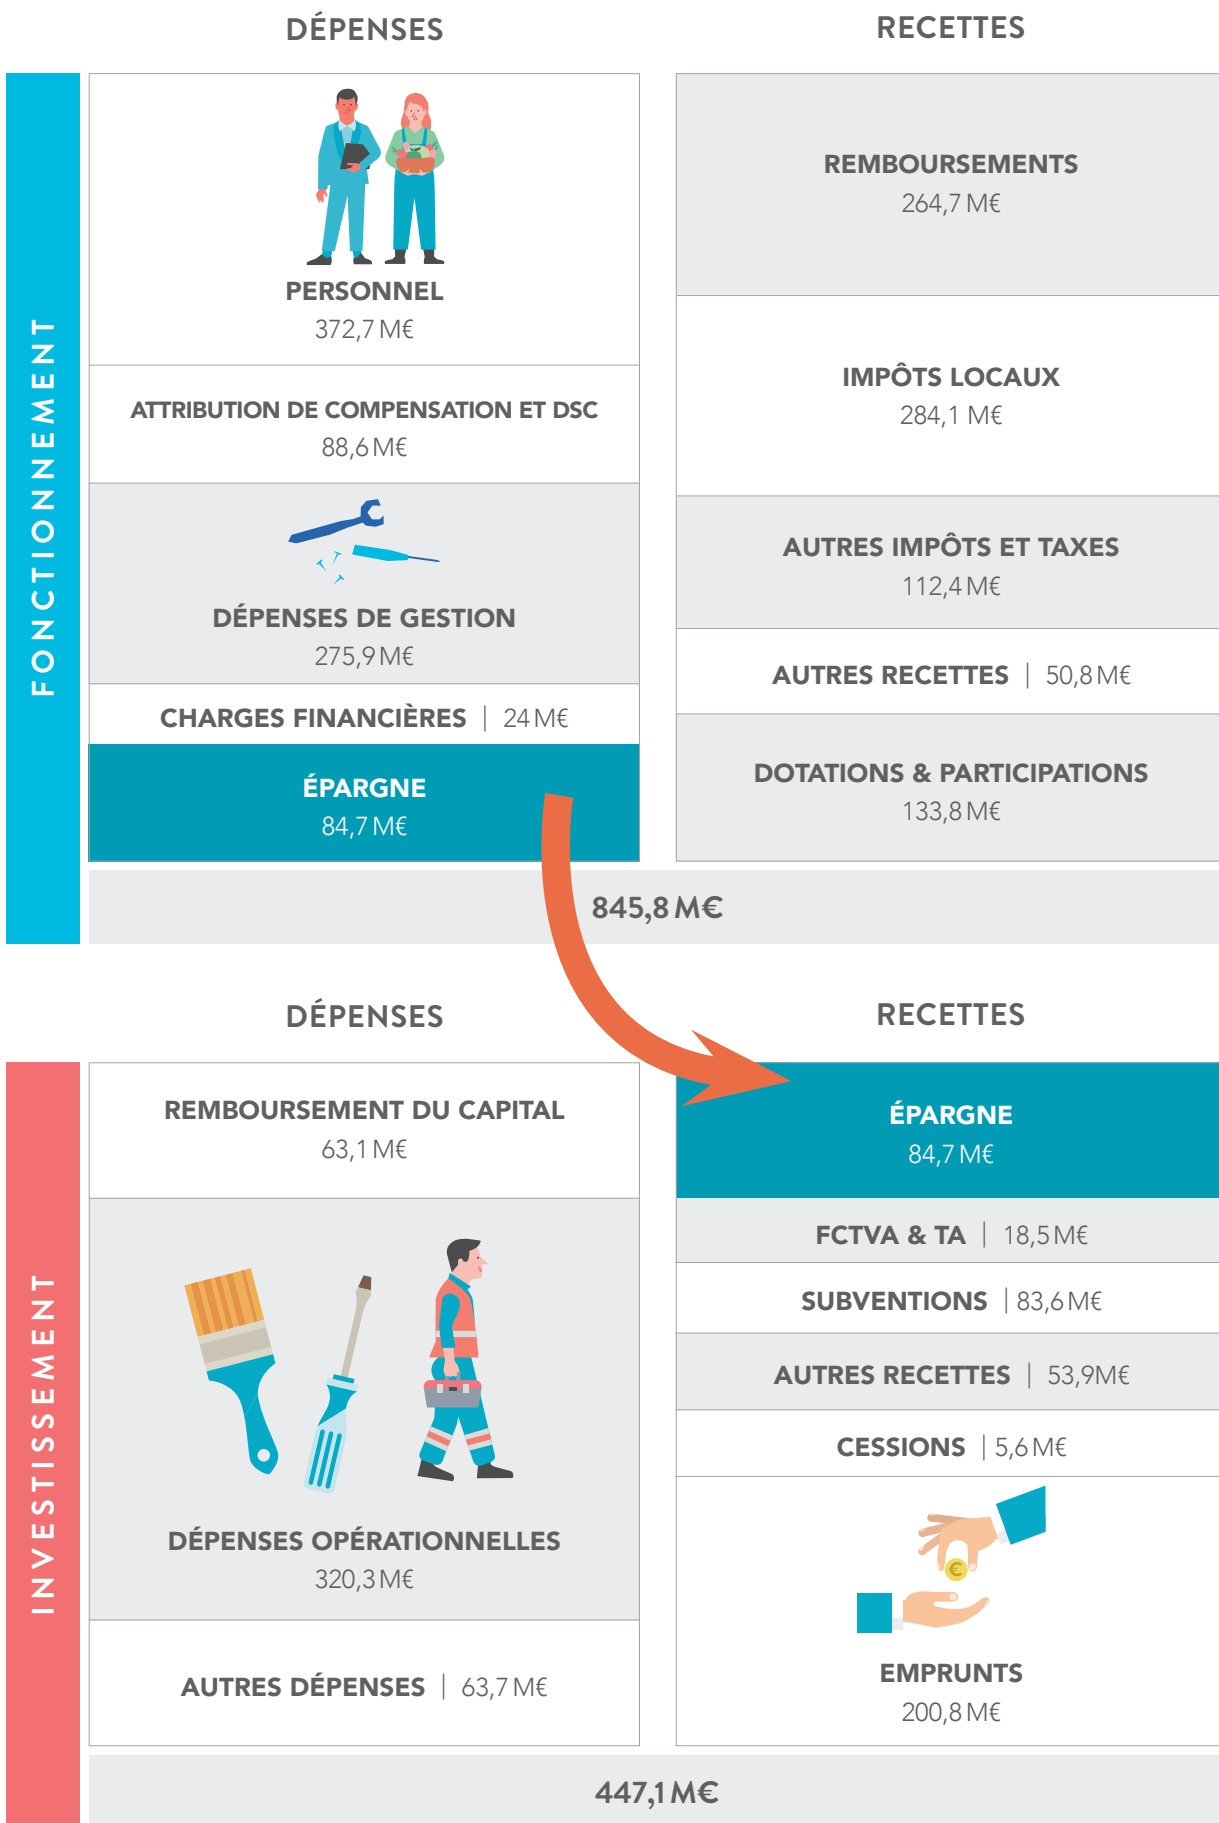 DÉPENSES
RECETTES
FONCTIONNEMENT
PERSONNEL
372,7 M€
ATTRIBUTION DE COMPENSATION ET DSC
88,6 M€
DÉPENSES DE GESTION
275,9 M€
CHARGES FINANCIÈRES | 24 M€
ÉPARGNE
84,7 M€
REMBOURSEMENTS
264,7 M€
IMPÔTS LOCAUX
284,1 M€
AUTRES IMPÔTS ET TAXES
112,4 M€
AUTRES RECETTES | 50,8 M€
DOTATIONS & PARTICIPATIONS
133,8 M€
845,8 M€
DÉPENSES
RECETTES
INVESTISSEMENT
REMBOURSEMENT DU CAPITAL
63,1 M€
DÉPENSES OPÉRATIONNELLES
320,3 M€
AUTRES DÉPENSES | 63,7 M€
ÉPARGNE
84,7 M€
FCTVA & TA | 18,5 M€
SUBVENTIONS | 83,6 M€
AUTRES RECETTES | 53,9M€
CESSIONS | 5,6 M€
€
EMPRUNTS
200,8 M€
447,1 M€